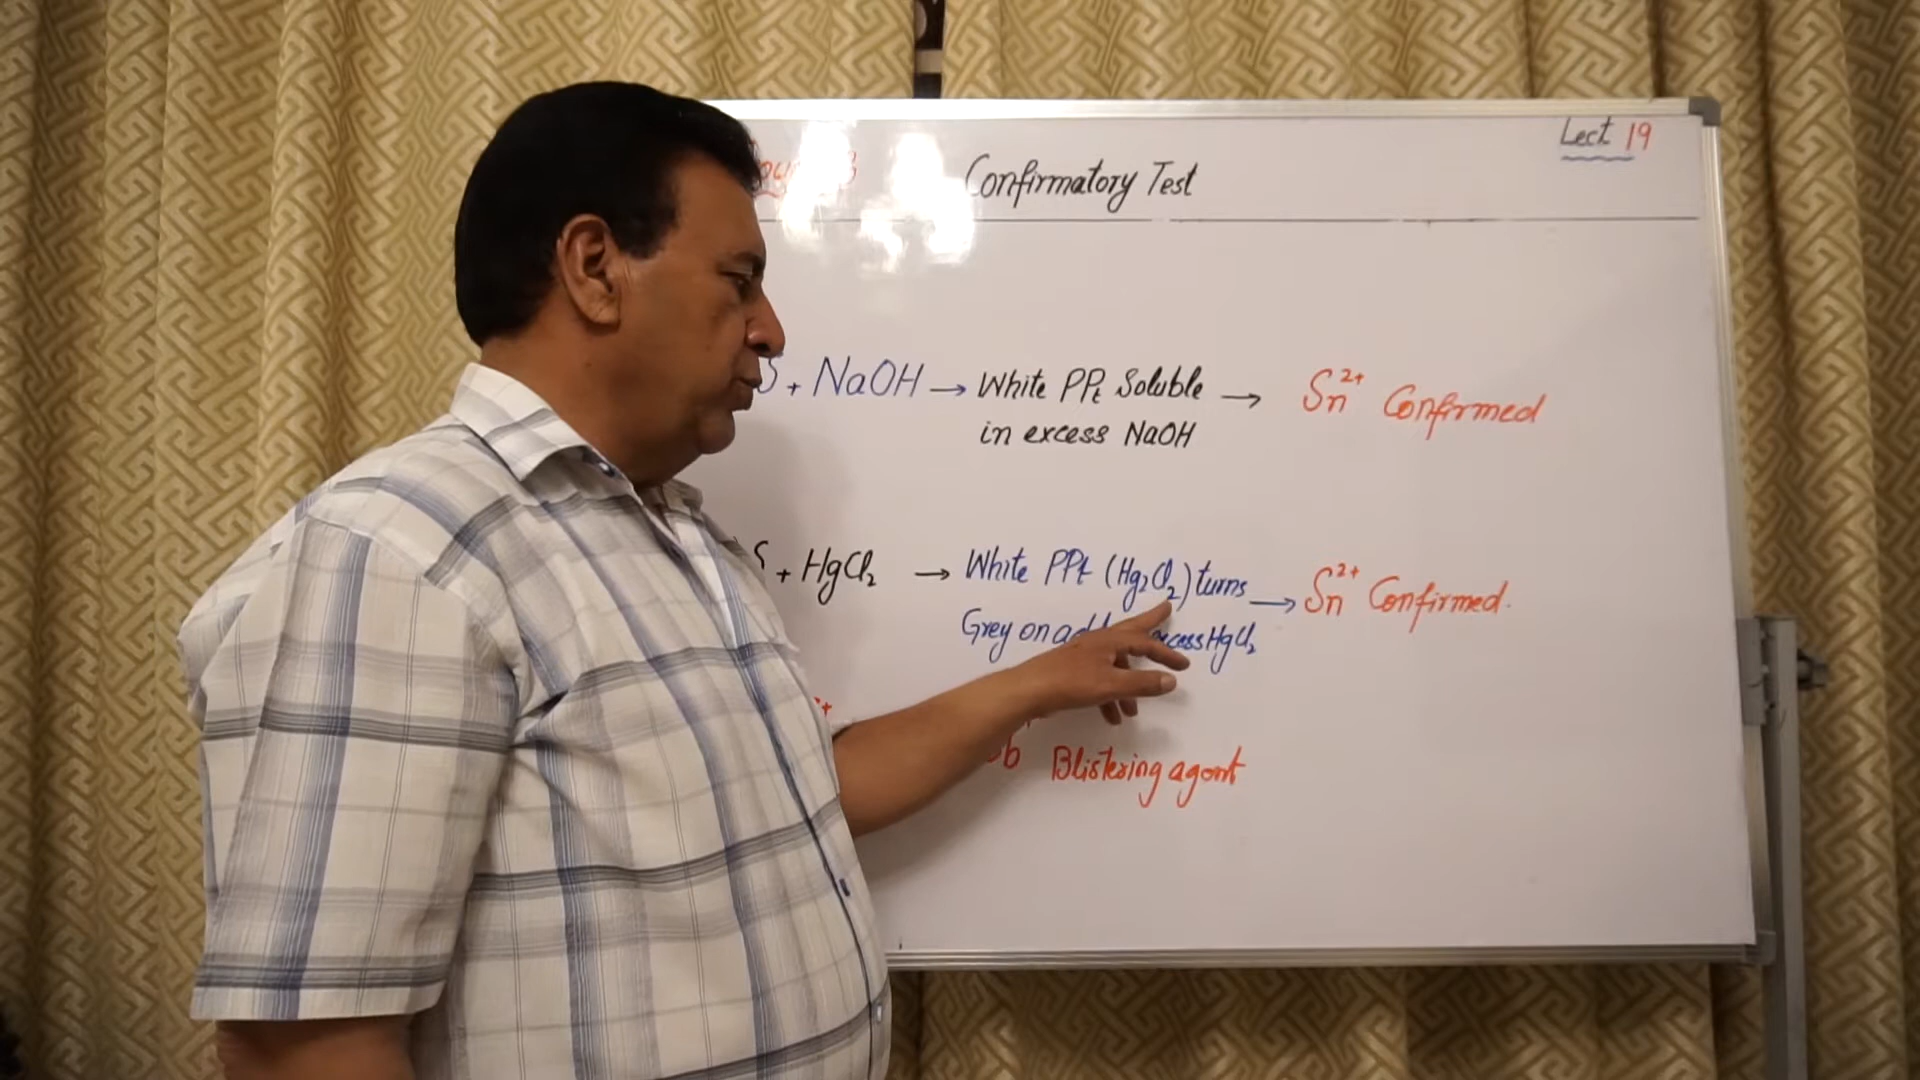 Lect 19
Confirmatory Test
S + NaOH → White PPt Soluble → Sn²⁺ Confirmed
in excess NaOH
S + HgCl₂ → White PPt (Hg₂Cl₂) turns → Sn²⁺ Confirmed.
Grey on HgCl₂
Blistering agent